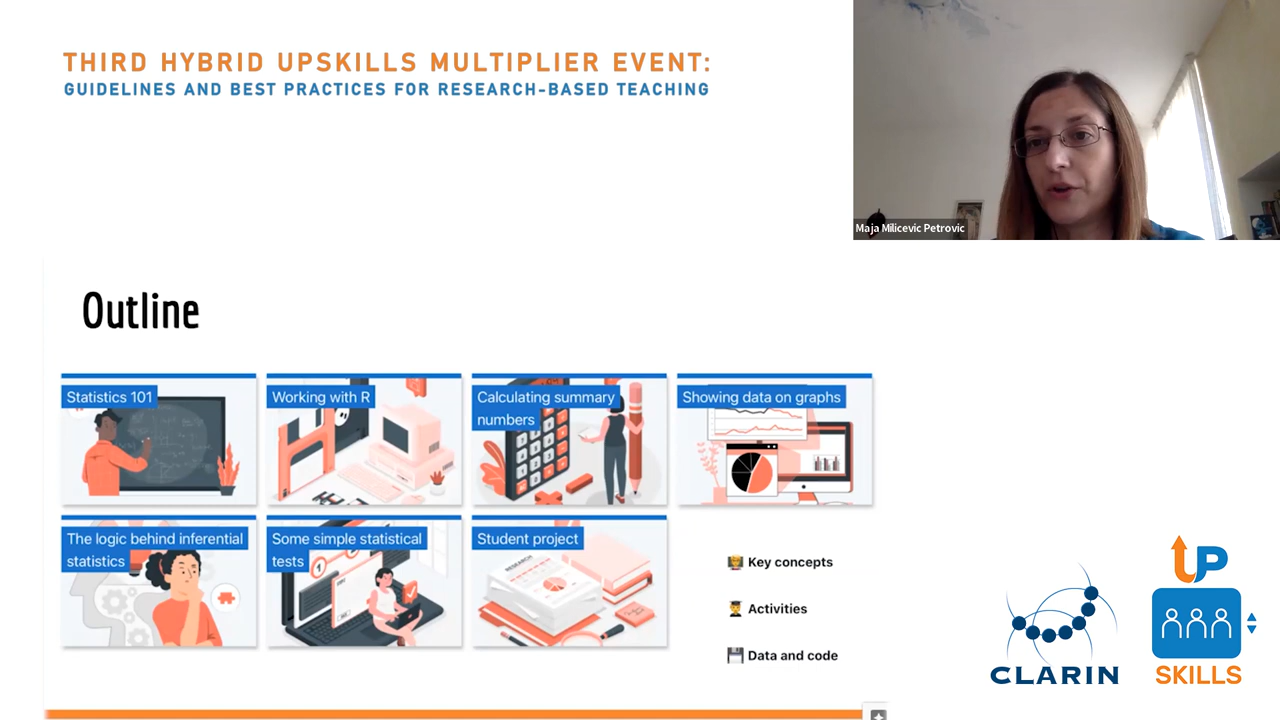 THIRD HYBRID UPSKILLS MULTIPLIER EVENT:
GUIDELINES AND BEST PRACTICES FOR RESEARCH-BASED TEACHING
Maja Milicevic Petrovic
Outline
Statistics 101
Working with R
Calculating summary
numbers
Showing data on graphs
The logic behind inferential
statistics
Some simple statistical
tests
Student project
RESEARCH
Key concepts
Activities
Data and code
CLARIN
UP
SKILLS